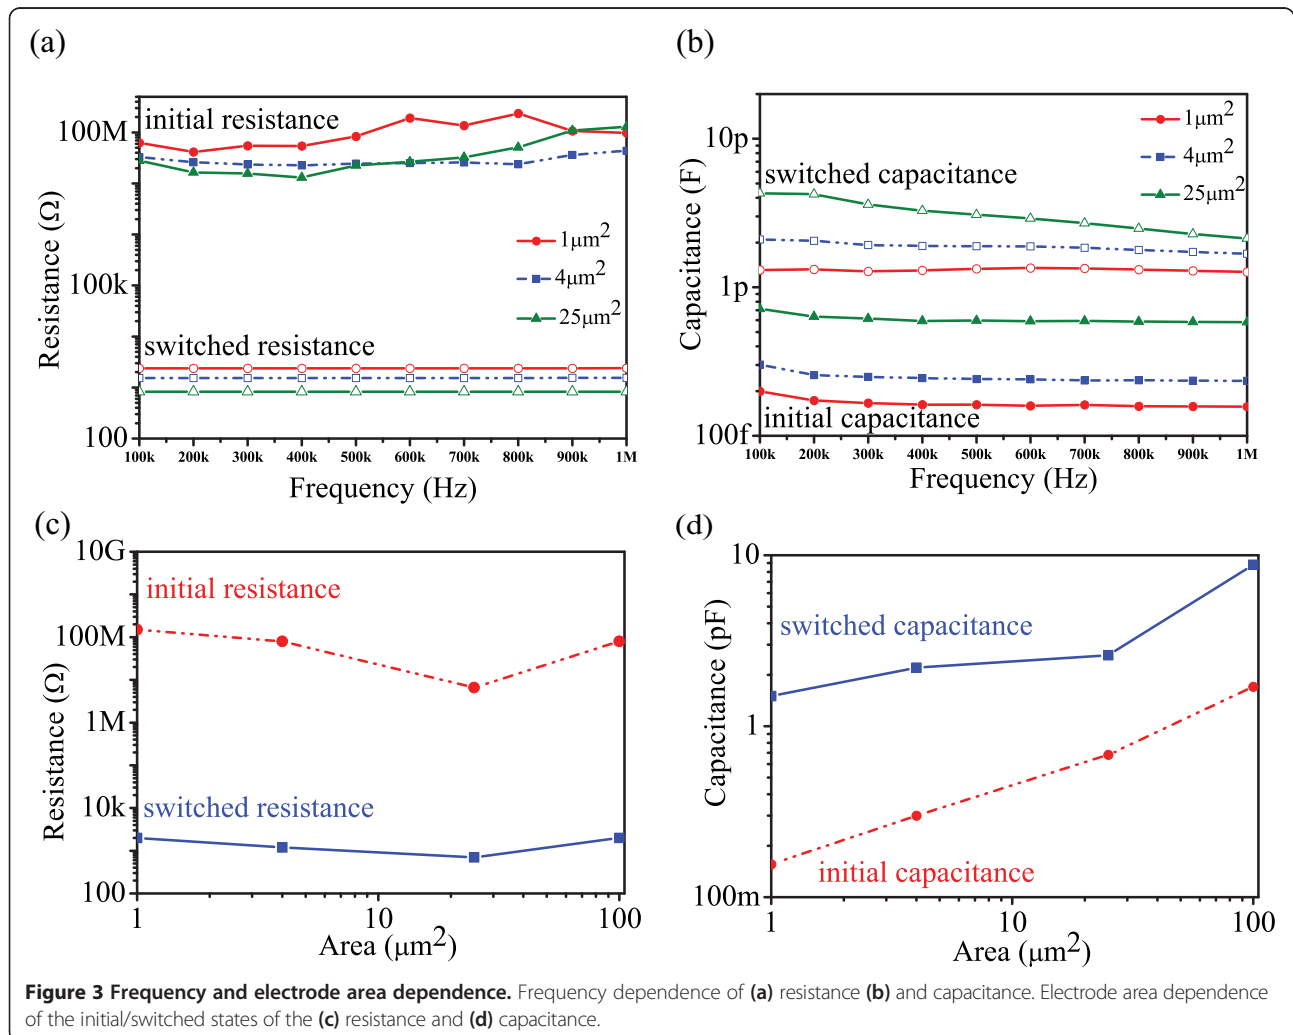 (a)
initial resistance
100M
100k
100
Resistance (Ω)
1μm2
4μm2
25μm2
switched resistance
100k 200k 300k 400k 500k 600k 700k 800k 900k 1M
Frequency (Hz)
(b)
10p
1p
100f
Capacitance (F)
1μm2
4μm2
25μm2
switched capacitance
initial capacitance
100k 200k 300k 400k 500k 600k 700k 800k 900k 1M
Frequency (Hz)
(c)
10G
100M
1M
10k
100
Resistance (Ω)
initial resistance
switched resistance
1 10 100
Area (μm2)
(d)
10
1
100m
Capacitance (pF)
switched capacitance
initial capacitance
1 10 100
Area (μm2)
Figure 3 Frequency and electrode area dependence. Frequency dependence of (a) resistance (b) and capacitance. Electrode area dependence
of the initial/switched states of the (c) resistance and (d) capacitance.